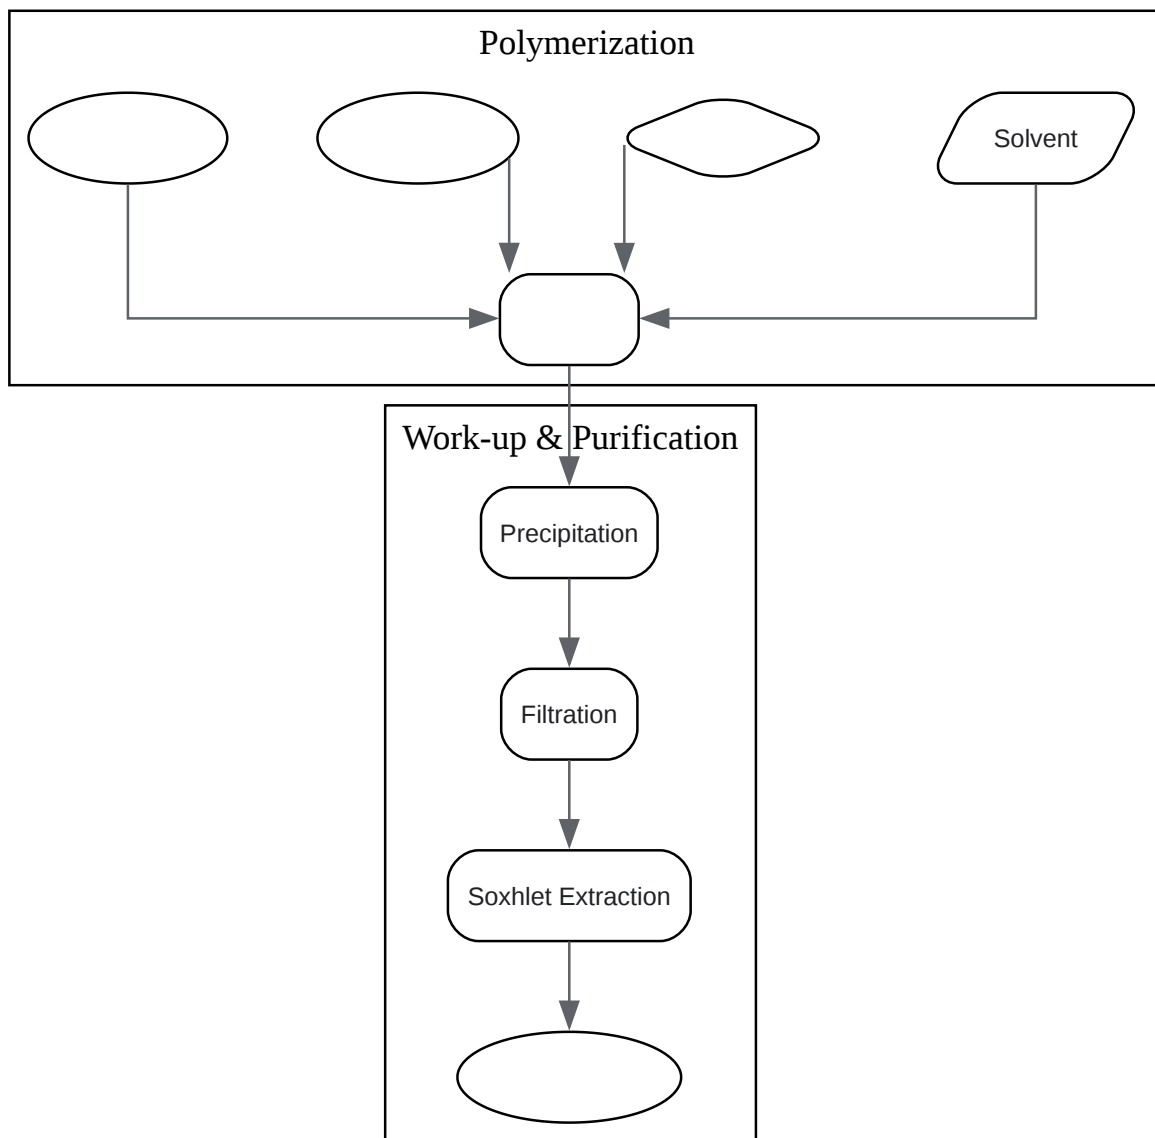 Polymerization
Solvent
Work-up & Purification
Precipitation
Filtration
Soxhlet Extraction